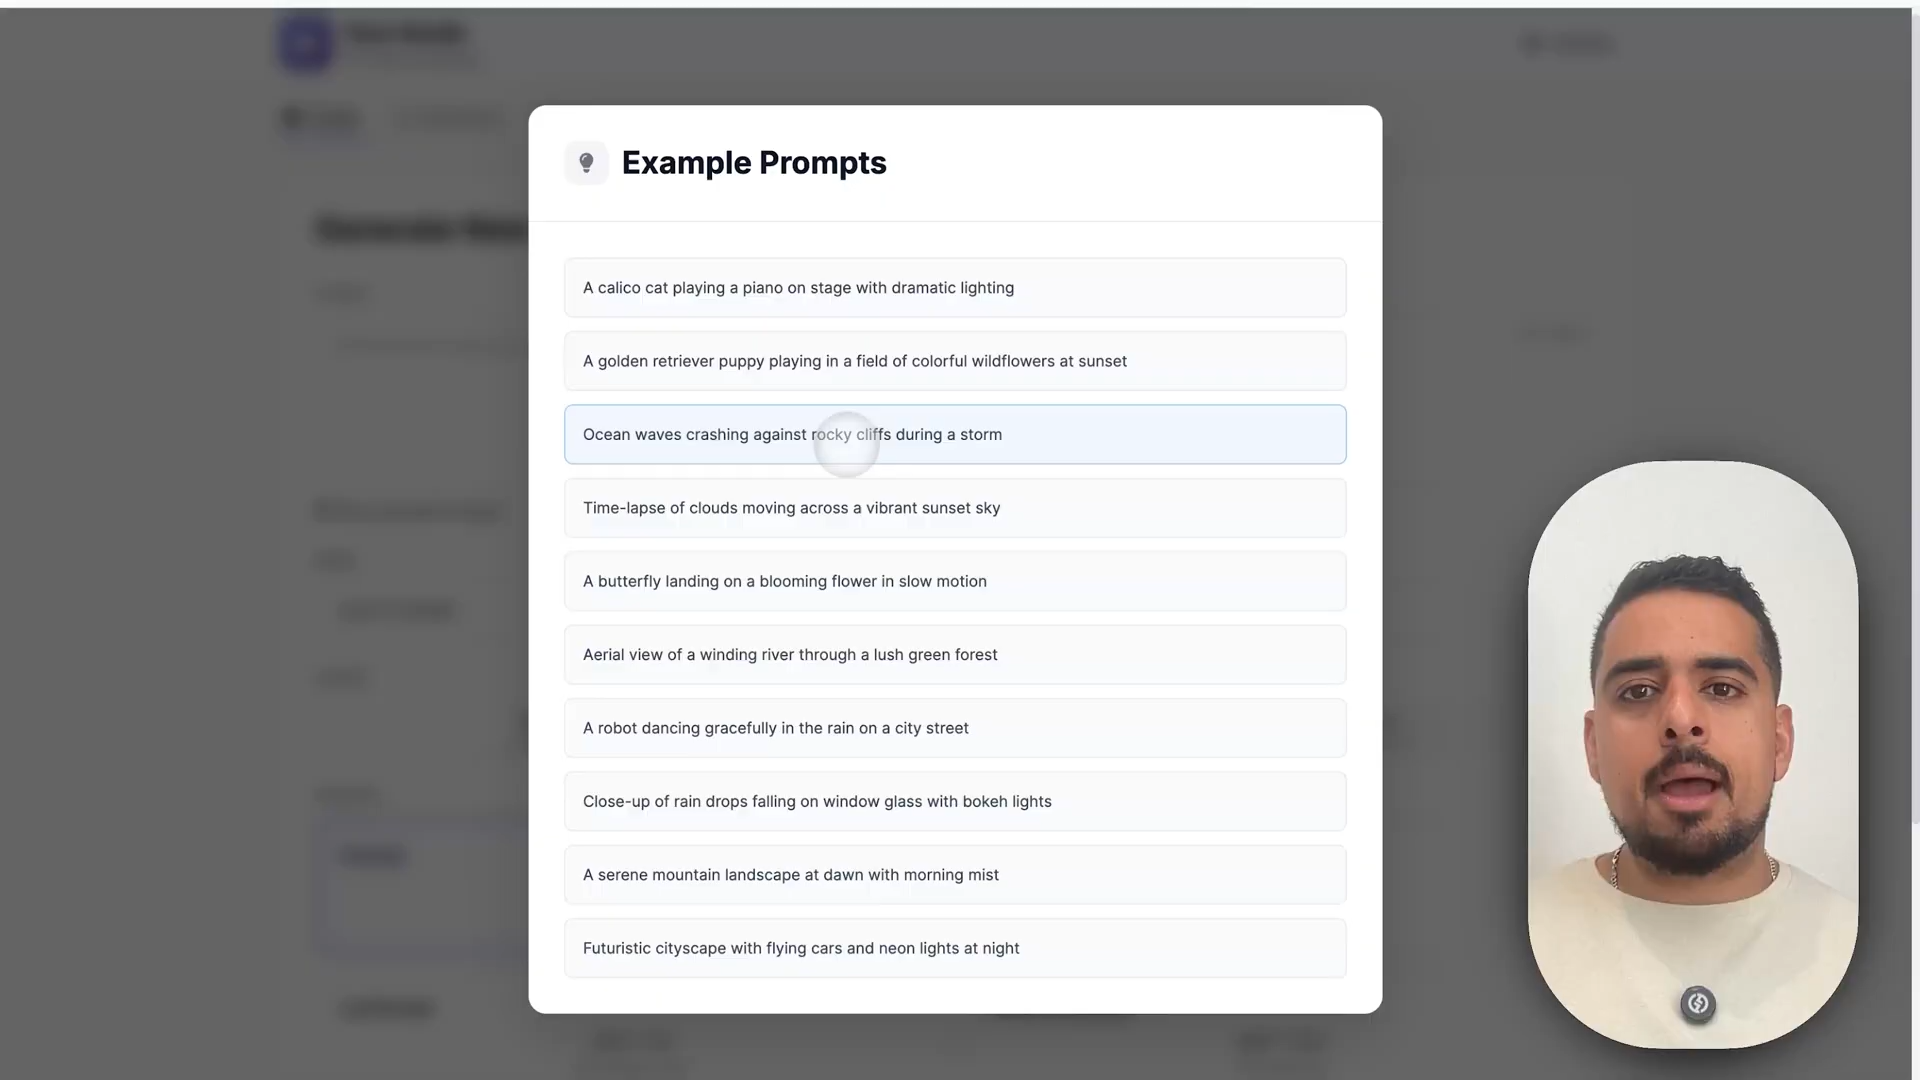 Example Prompts
A calico cat playing a piano on stage with dramatic lighting
A golden retriever puppy playing in a field of colorful wildflowers at sunset
Ocean waves crashing against rocky cliffs during a storm
Time-lapse of clouds moving across a vibrant sunset sky
A butterfly landing on a blooming flower in slow motion
Aerial view of a winding river through a lush green forest
A robot dancing gracefully in the rain on a city street
Close-up of rain drops falling on window glass with bokeh lights
A serene mountain landscape at dawn with morning mist
Futuristic cityscape with flying cars and neon lights at night